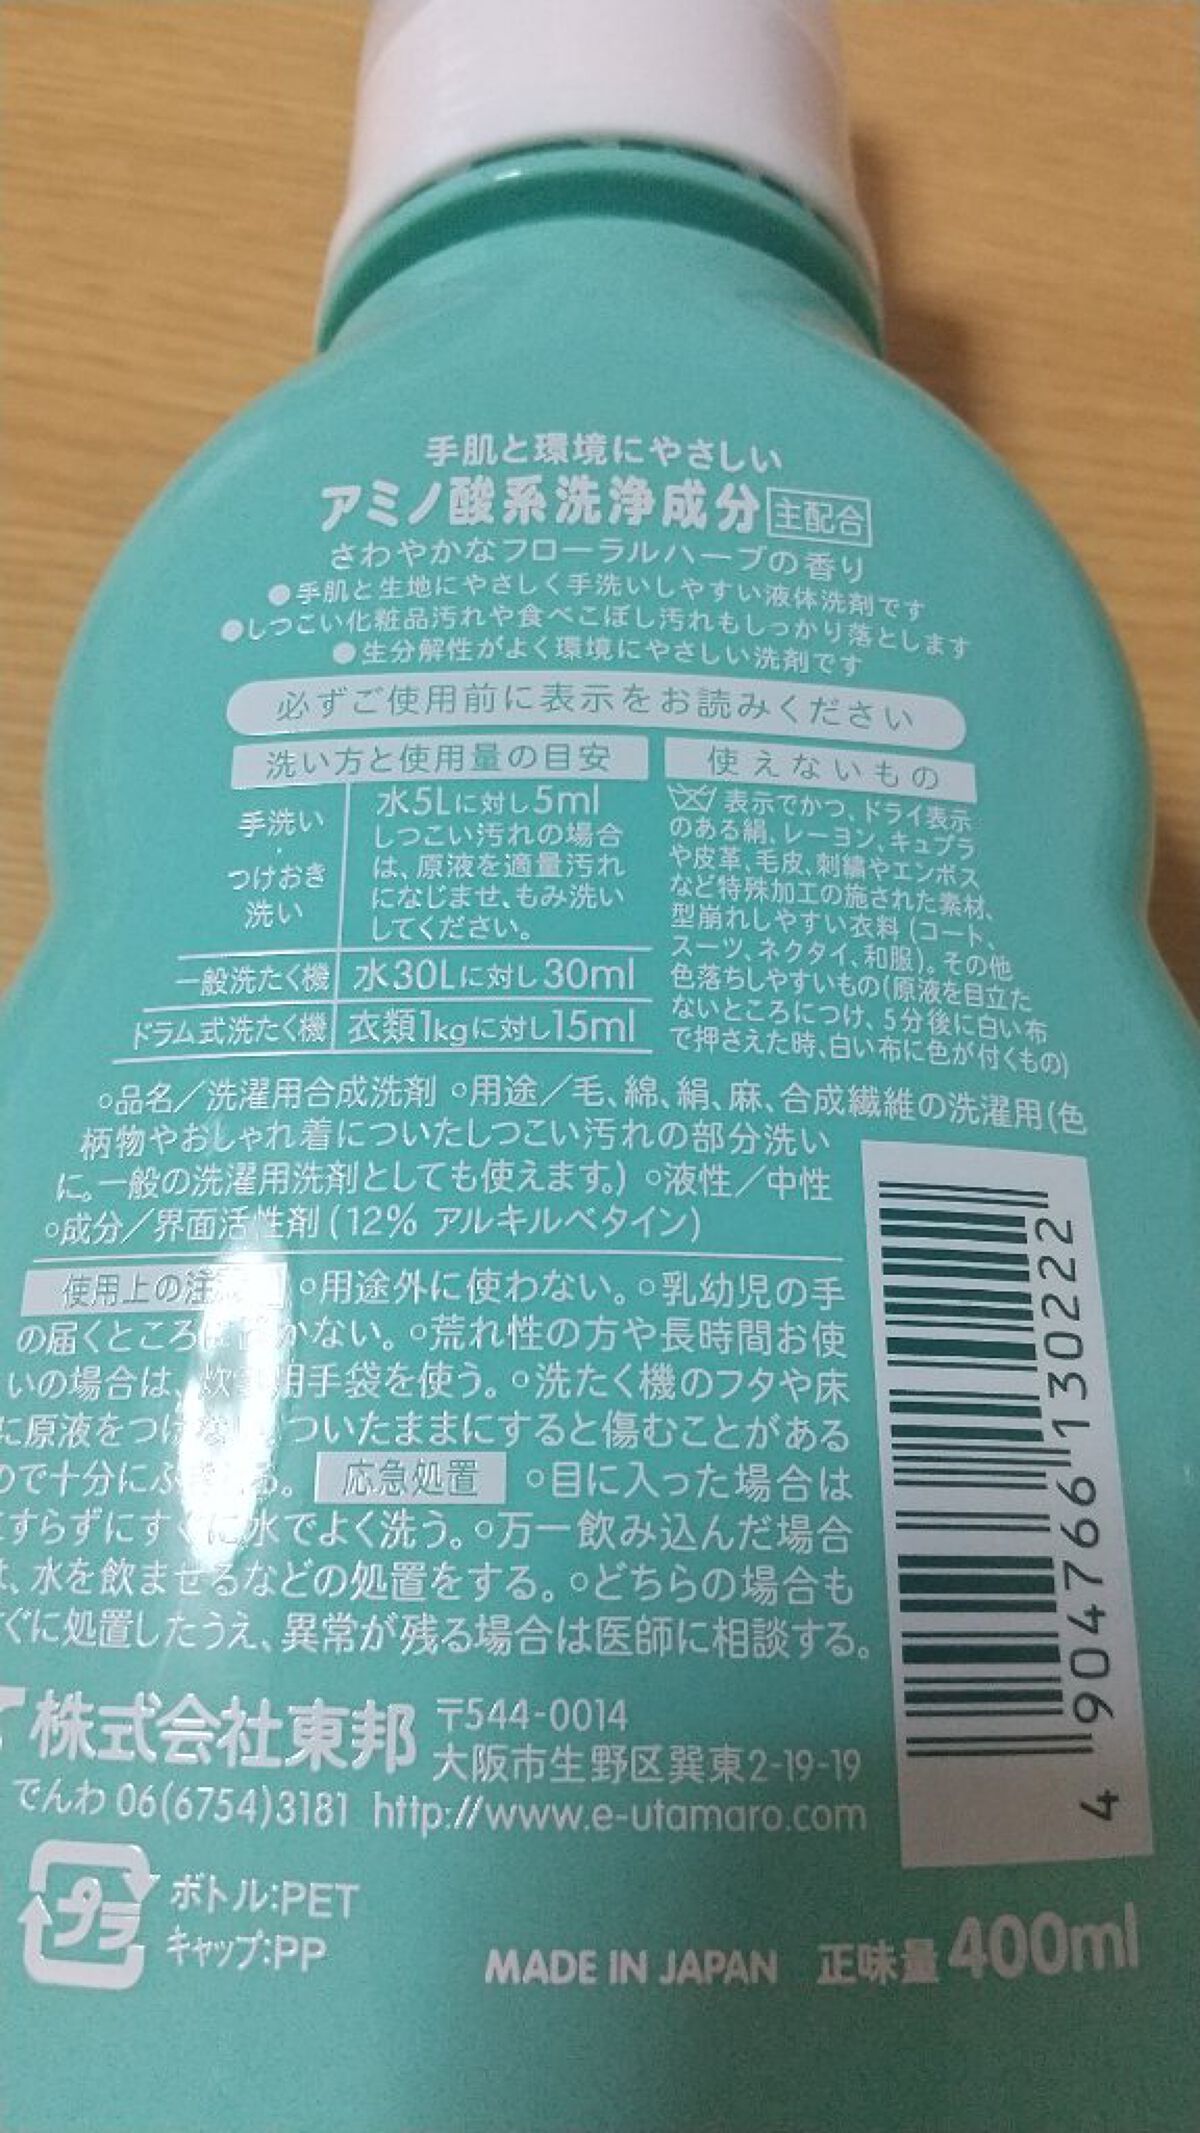 手肌と環境にやさしい
アミノ酸系洗浄成分 主配合
さわやかなフローラルハーブの香り
●手肌と生地にやさしく手洗いしやすい液体洗剤です
●しつこい化粧品汚れや食べこぼし汚れもしっかり落とします
●生分解性がよく環境にやさしい洗剤です
必ずご使用前に表示をお読みください
洗い方と使用量の目安
手洗い
・
つけおき
洗い
水5Lに対し5ml
しつこい汚れの場合
は、原液を適量汚れ
になじませ、もみ洗い
してください。
一般洗たく機 水30Lに対し30ml
ドラム式洗たく機 衣類1kgに対し15ml
使えないもの
表示でかつ、ドライ表示
のある絹、レーヨン、キュプラ
や皮革、毛皮、刺繍やエンボス
など特殊加工の施された素材、
型崩れしやすい衣料(コート、
スーツ、ネクタイ、和服)。その他
色落ちしやすいもの(原液を目立た
ないところにつけ、5分後に白い布
で押さえた時、白い布に色が付くもの)
○品名/洗濯用合成洗剤 ○用途/毛、綿、絹、麻、合成繊維の洗濯用(色
柄物やおしゃれ着についたしつこい汚れの部分洗い
に。一般の洗濯用洗剤としても使えます。) ○液性/中性
○成分/界面活性剤(12% アルキルベタイン)
使用上の注 ○用途外に使わない。○乳幼児の手
の届くところ かない。○荒れ性の方や長時間お使
いの場合は、炊 用手袋を使う。○洗たく機のフタや床
に原液をつけな ついたままにすると傷むことがある
ので十分にふ る。 応急処置 ○目に入った場合は
こすらずにすぐに水でよく洗う。○万一飲み込んだ場合
は、水を飲ませるなどの処置をする。○どちらの場合も
すぐに処置したうえ、異常が残る場合は医師に相談する。
株式会社東邦 〒544-0014
大阪市生野区巽東2-19-19
でんわ 06(6754)3181 http://www.e-utamaro.com
プラ
ボトル:PET
キャップ:PP
MADE IN JAPAN 正味量400ml
4 904766 130222